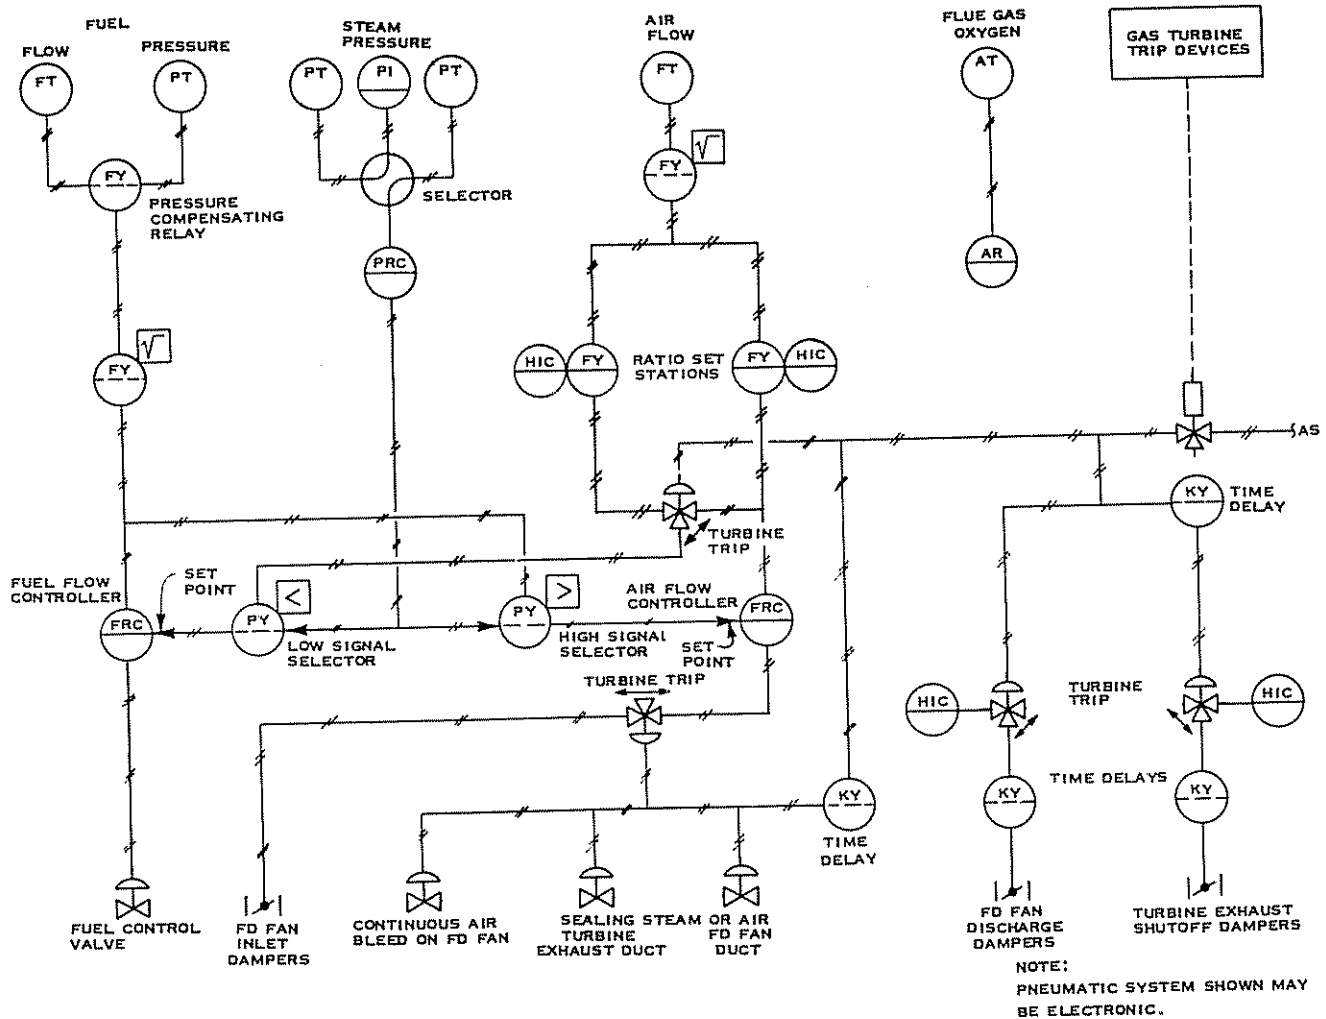 FUEL
FLOW
PRESSURE
FT
PT
STEAM
PRESSURE
PT
PI
PT
AIR
FLOW
FT
FLUE GAS
OXYGEN
AT
GAS TURBINE
TRIP DEVICES
FY
√
FY
PRESSURE
COMPENSATING
RELAY
SELECTOR
PRC
AR
√
FY
HIC
FY
RATIO SET
STATIONS
FY
HIC
AS
KY
TIME
DELAY
TURBINE
TRIP
FUEL FLOW
CONTROLLER
SET
POINT
FRC
<
PY
LOW SIGNAL
SELECTOR
>
PY
HIGH SIGNAL
SELECTOR
AIR FLOW
CONTROLLER
FRC
SET
POINT
TURBINE TRIP
HIC
TURBINE
TRIP
HIC
KY
TIME
DELAY
KY
TIME DELAYS
KY
FUEL CONTROL
VALVE
FD FAN
INLET
DAMPERS
CONTINUOUS AIR
BLEED ON FD FAN
SEALING STEAM OR AIR
TURBINE
EXHAUST DUCT
FD FAN
DUCT
FD FAN
DISCHARGE
DAMPERS
TURBINE EXHAUST
SHUTOFF DAMPERS
NOTE:
PNEUMATIC SYSTEM SHOWN MAY
BE ELECTRONIC.